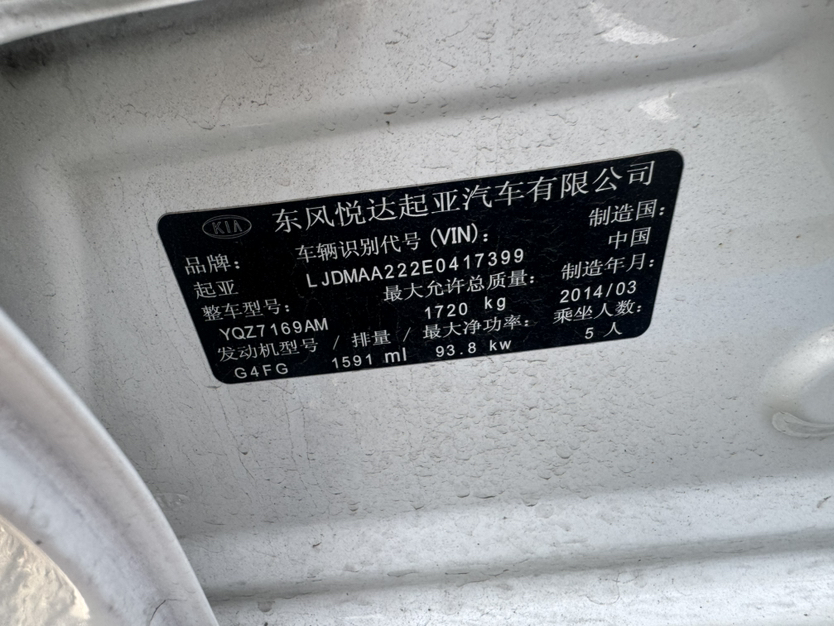 KIA 东风悦达起亚汽车有限公司
品牌： 车辆识别代号 (VIN)： 制造国：
起亚 LJDMAA222E0417399 中国
整车型号： 最大允许总质量： 制造年月：
YQZ7169AM 1720 kg 2014/03
发动机型号 / 排量 / 最大净功率： 乘坐人数：
G4FG 1591 ml 93.8 kw 5 人